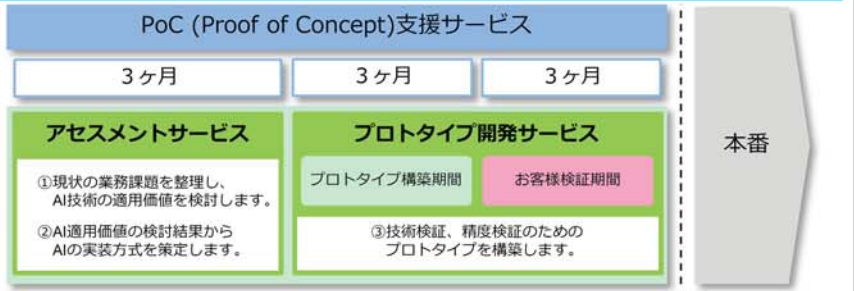 PoC (Proof of Concept)支援サービス
3ヶ月
3ヶ月
3ヶ月
アセスメントサービス
①現状の業務課題を整理し、
AI技術の適用価値を検討します。
②AI適用価値の検討結果から
AIの実装方式を策定します。
プロトタイプ開発サービス
プロトタイプ構築期間
お客様検証期間
③技術検証、精度検証のための
プロトタイプを構築します。
本番